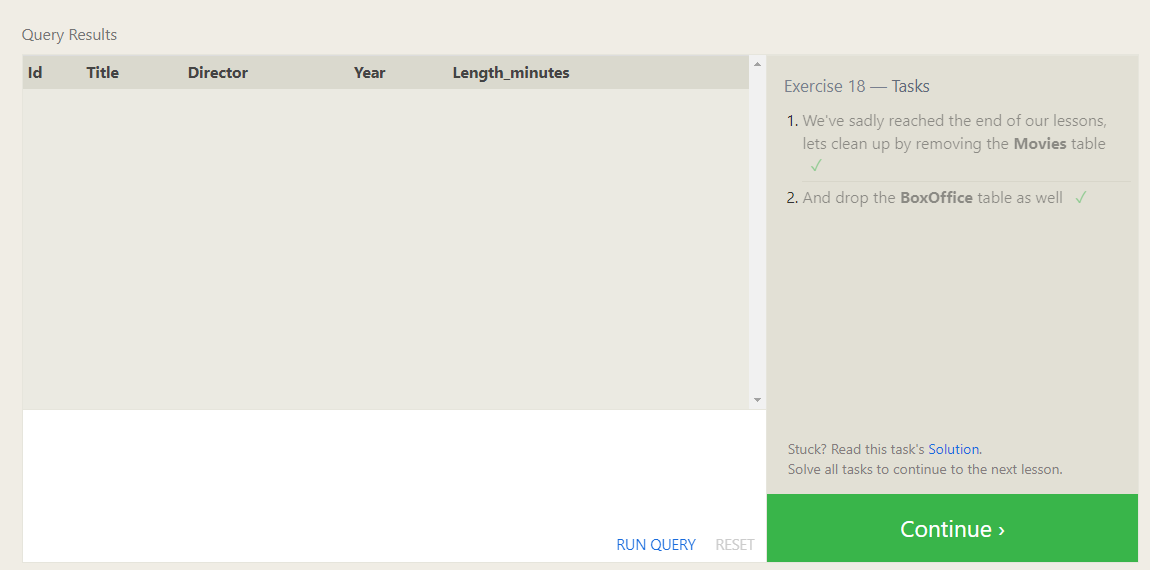 Query Results
Id Title Director Year Length_minutes
Exercise 18 — Tasks
1. We've sadly reached the end of our lessons,
lets clean up by removing the Movies table
✓
2. And drop the BoxOffice table as well ✓
Stuck? Read this task's Solution.
Solve all tasks to continue to the next lesson.
RUN QUERY RESET
Continue ›